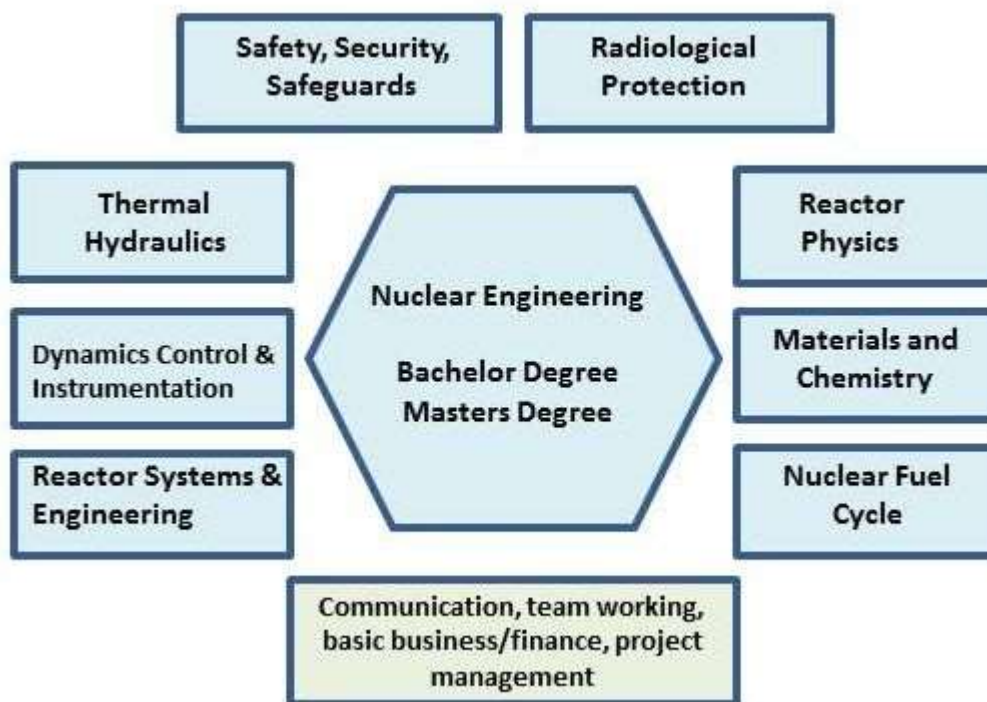 Safety, Security,
Safeguards
Radiological
Protection
Thermal
Hydraulics
Reactor
Physics
Nuclear Engineering
Bachelor Degree
Masters Degree
Dynamics Control &
Instrumentation
Materials and
Chemistry
Reactor Systems &
Engineering
Nuclear Fuel
Cycle
Communication, team working,
basic business/finance, project
management